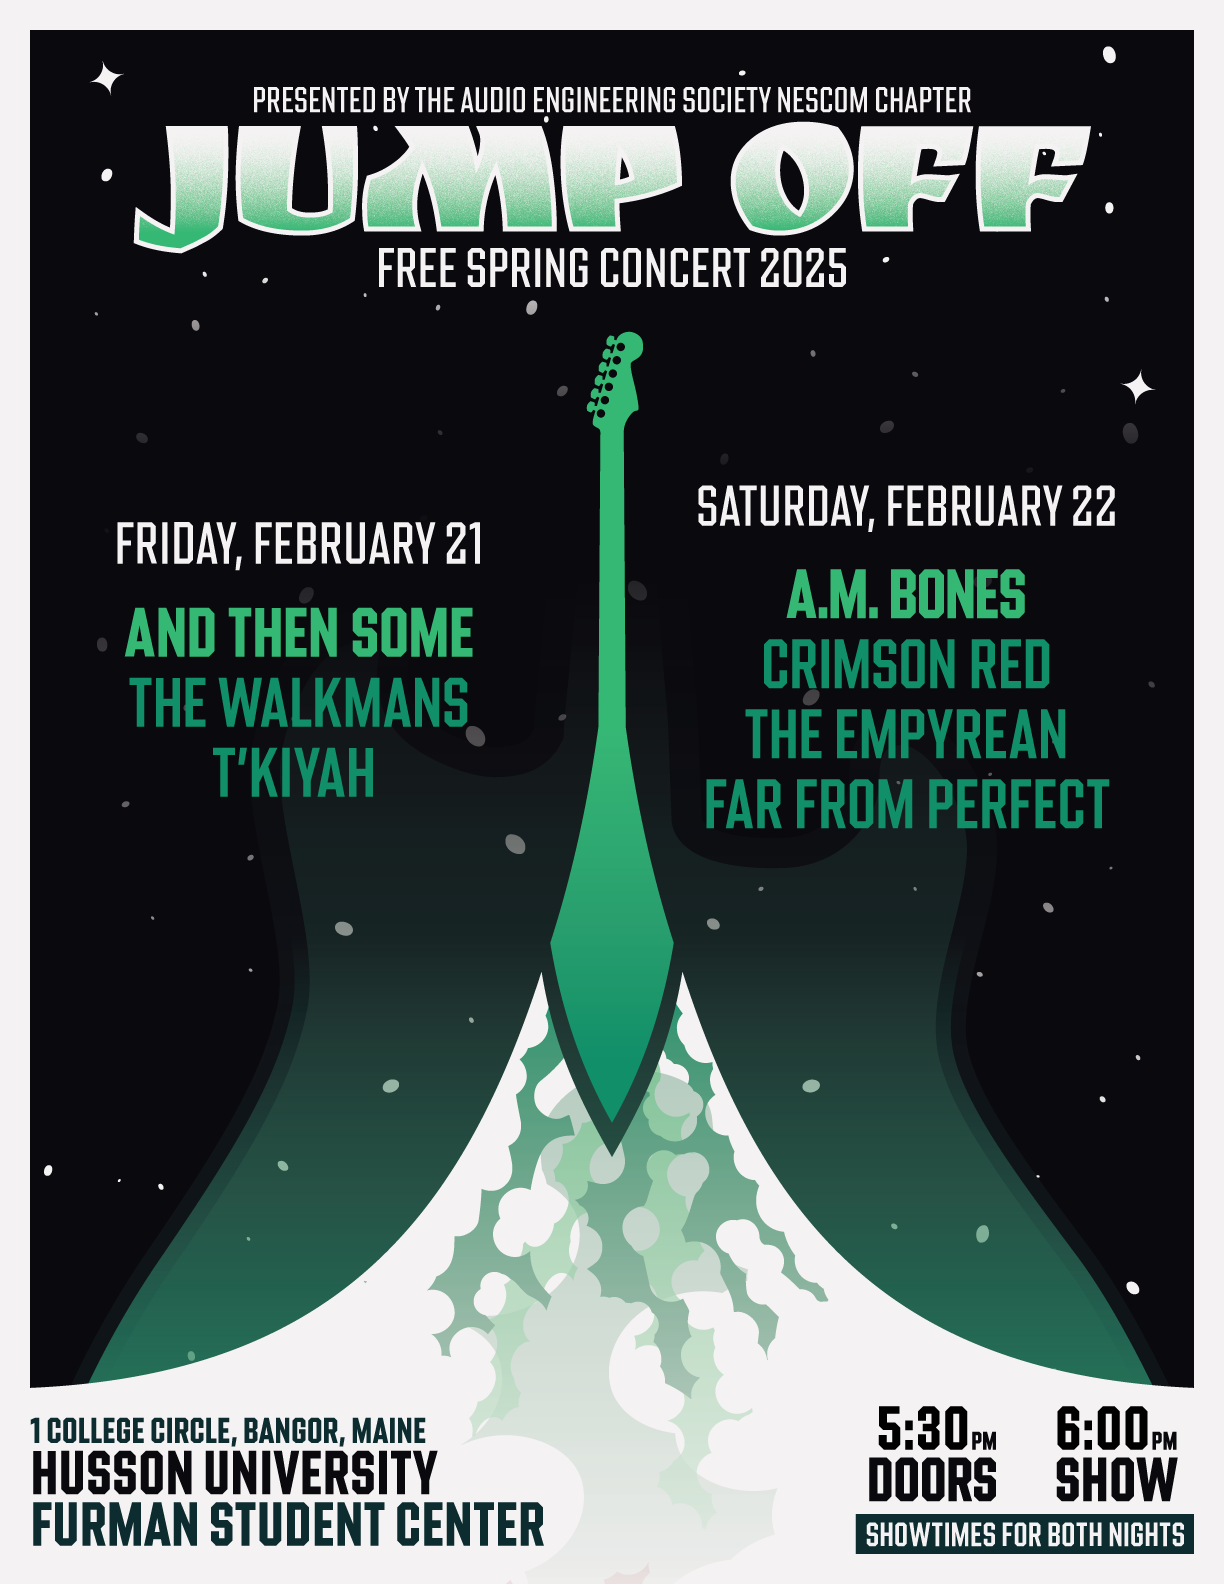 PRESENTED BY THE AUDIO ENGINEERING SOCIETY NESCOM CHAPTER
JUMP OFF
FREE SPRING CONCERT 2025
FRIDAY, FEBRUARY 21
AND THEN SOME
THE WALKMANS
T'KIYAH
SATURDAY, FEBRUARY 22
A.M. BONES
CRIMSON RED
THE EMPYREAN
FAR FROM PERFECT
1 COLLEGE CIRCLE, BANGOR, MAINE
HUSSON UNIVERSITY
FURMAN STUDENT CENTER
5:30PM
DOORS
6:00PM
SHOW
SHOWTIMES FOR BOTH NIGHTS